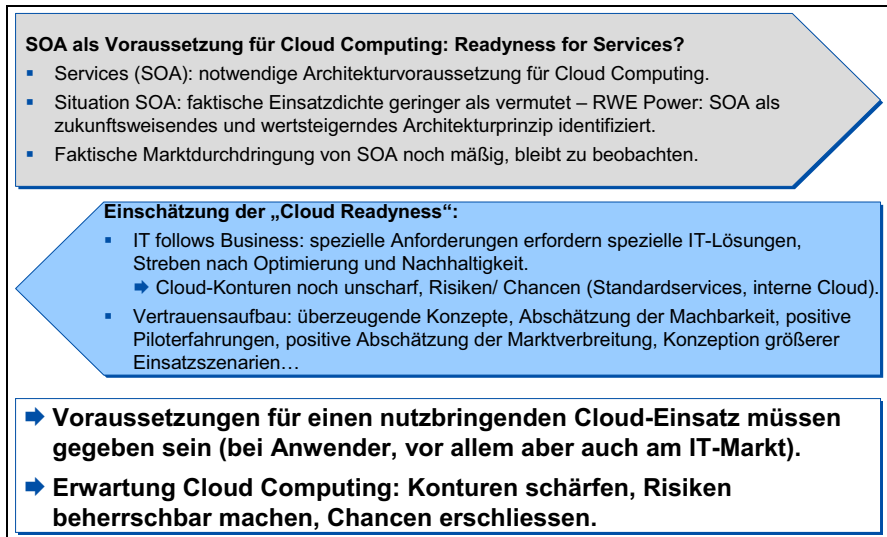 SOA als Voraussetzung für Cloud Computing: Readyness for Services?
▪ Services (SOA): notwendige Architekturvoraussetzung für Cloud Computing.
▪ Situation SOA: faktische Einsatzdichte geringer als vermutet – RWE Power: SOA als
zukunftsweisendes und wertsteigerndes Architekturprinzip identifiziert.
▪ Faktische Marktdurchdringung von SOA noch mäßig, bleibt zu beobachten.
Einschätzung der „Cloud Readyness“:
▪ IT follows Business: spezielle Anforderungen erfordern spezielle IT-Lösungen,
Streben nach Optimierung und Nachhaltigkeit.
➡ Cloud-Konturen noch unscharf, Risiken/ Chancen (Standardservices, interne Cloud).
▪ Vertrauensaufbau: überzeugende Konzepte, Abschätzung der Machbarkeit, positive
Piloterfahrungen, positive Abschätzung der Marktverbreitung, Konzeption größerer
Einsatzszenarien…
➡ Voraussetzungen für einen nutzbringenden Cloud-Einsatz müssen
gegeben sein (bei Anwender, vor allem aber auch am IT-Markt).
➡ Erwartung Cloud Computing: Konturen schärfen, Risiken
beherrschbar machen, Chancen erschliessen.